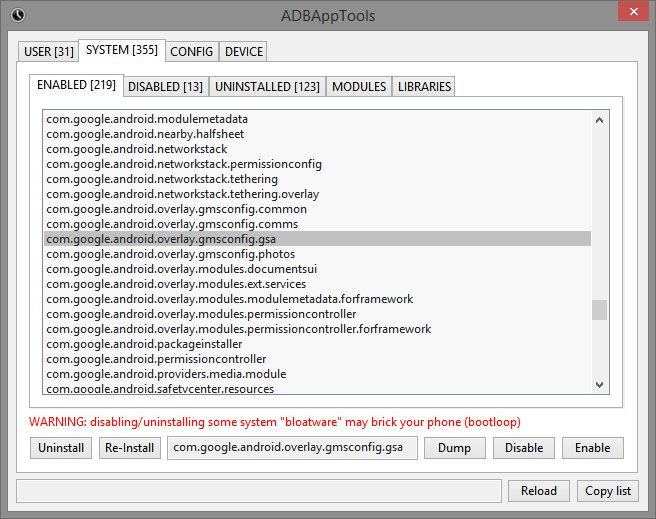 ADBAppTools
USER [31] SYSTEM [355] CONFIG DEVICE
ENABLED [219] DISABLED [13] UNINSTALLED [123] MODULES LIBRARIES
com.google.android.modulemetadata
com.google.android.nearby.halfsheet
com.google.android.networkstack
com.google.android.networkstack.permissionconfig
com.google.android.networkstack.tethering
com.google.android.networkstack.tethering.overlay
com.google.android.overlay.gmsconfig.common
com.google.android.overlay.gmsconfig.comms
com.google.android.overlay.gmsconfig.gsa
com.google.android.overlay.gmsconfig.photos
com.google.android.overlay.modules.documentsui
com.google.android.overlay.modules.ext.services
com.google.android.overlay.modules.modulemetadata.forframework
com.google.android.overlay.modules.permissioncontroller
com.google.android.overlay.modules.permissioncontroller.forframework
com.google.android.packageinstaller
com.google.android.permissioncontroller
com.google.android.providers.media.module
com.google.android.safetycenter.resources
WARNING: disabling/uninstalling some system "bloatware" may brick your phone (bootloop)
Uninstall Re-Install com.google.android.overlay.gmsconfig.gsa Dump Disable Enable
Reload Copy list